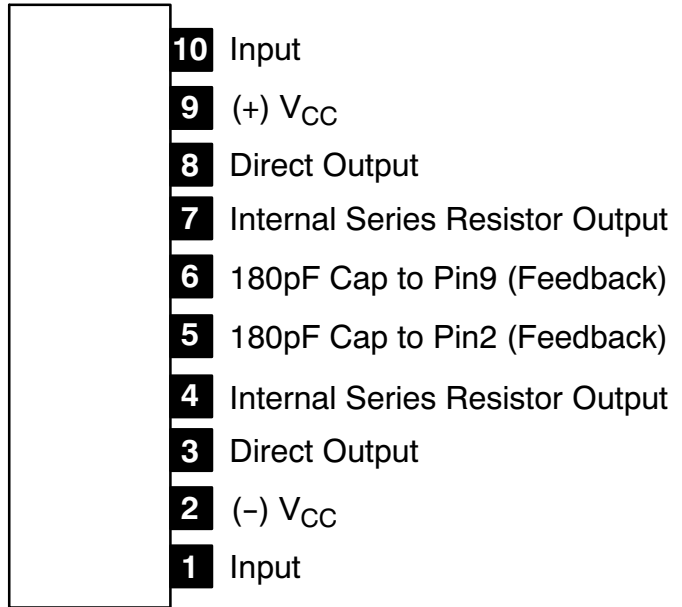 10 Input
9 (+) VCC
8 Direct Output
7 Internal Series Resistor Output
6 180pF Cap to Pin9 (Feedback)
5 180pF Cap to Pin2 (Feedback)
4 Internal Series Resistor Output
3 Direct Output
2 (–) VCC
1 Input